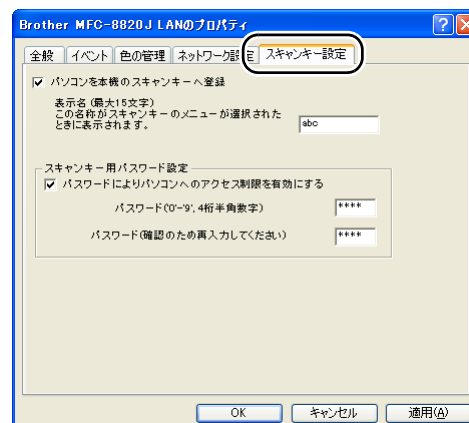 Brother MFC-8820J LANのプロパティ
全般 イベント 色の管理 ネットワーク設定 スキャンキー設定
パソコンを本機のスキャンキーへ登録
表示名(最大15文字)
この名称がスキャンキーのメニューが選択された
ときに表示されます。
abc
スキャンキー用パスワード設定
パスワードによりパソコンへのアクセス制限を有効にする
パスワード('0'-'9',4桁半角数字) ****
パスワード(確認のため再入力してください) ****
OK キャンセル 適用(A)